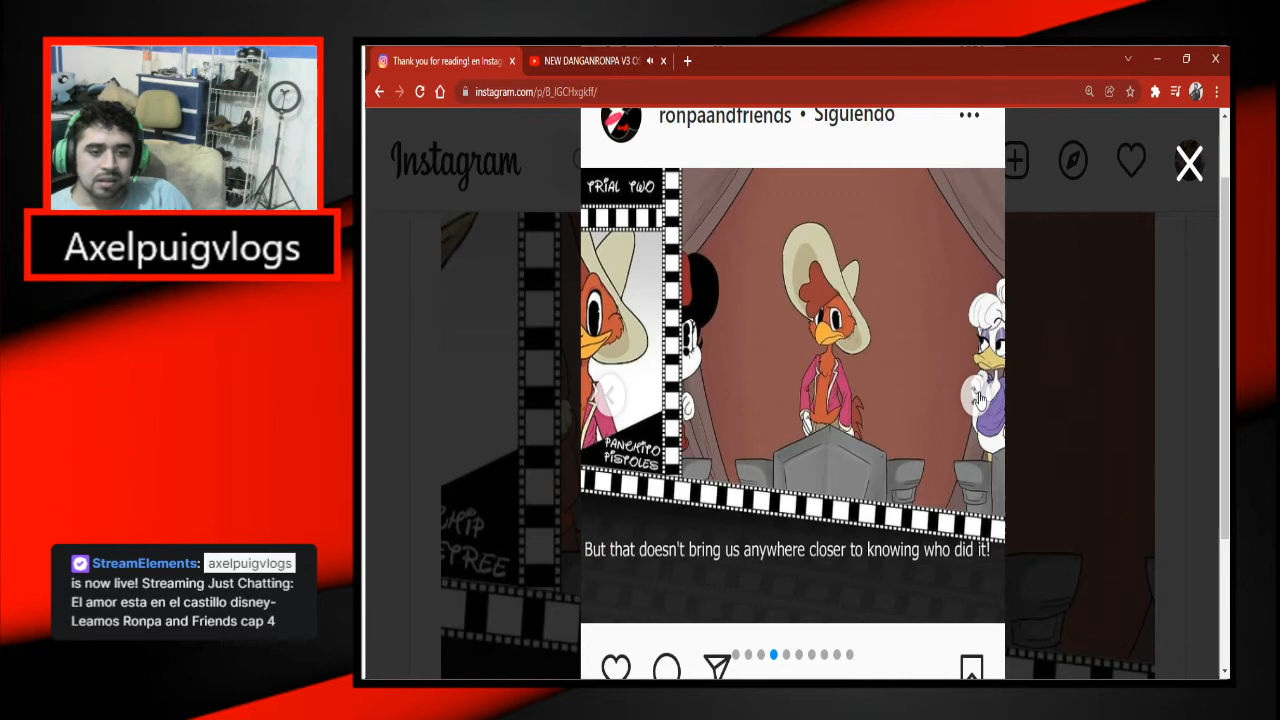 Thank you for reading! en Instag
NEW DANGANRONPA V3 OS
instagram.com/p/B_lGCHxgkff/
Instagram
ronpaandfriends • Siguiendo
TRIAL TWO
PANCHITO
PISTOLES
But that doesn't bring us anywhere closer to knowing who did it!
Axelpuigvlogs
StreamElements: axelpuigvlogs
is now live! Streaming Just Chatting:
El amor esta en el castillo disney-
Leamos Ronpa and Friends cap 4